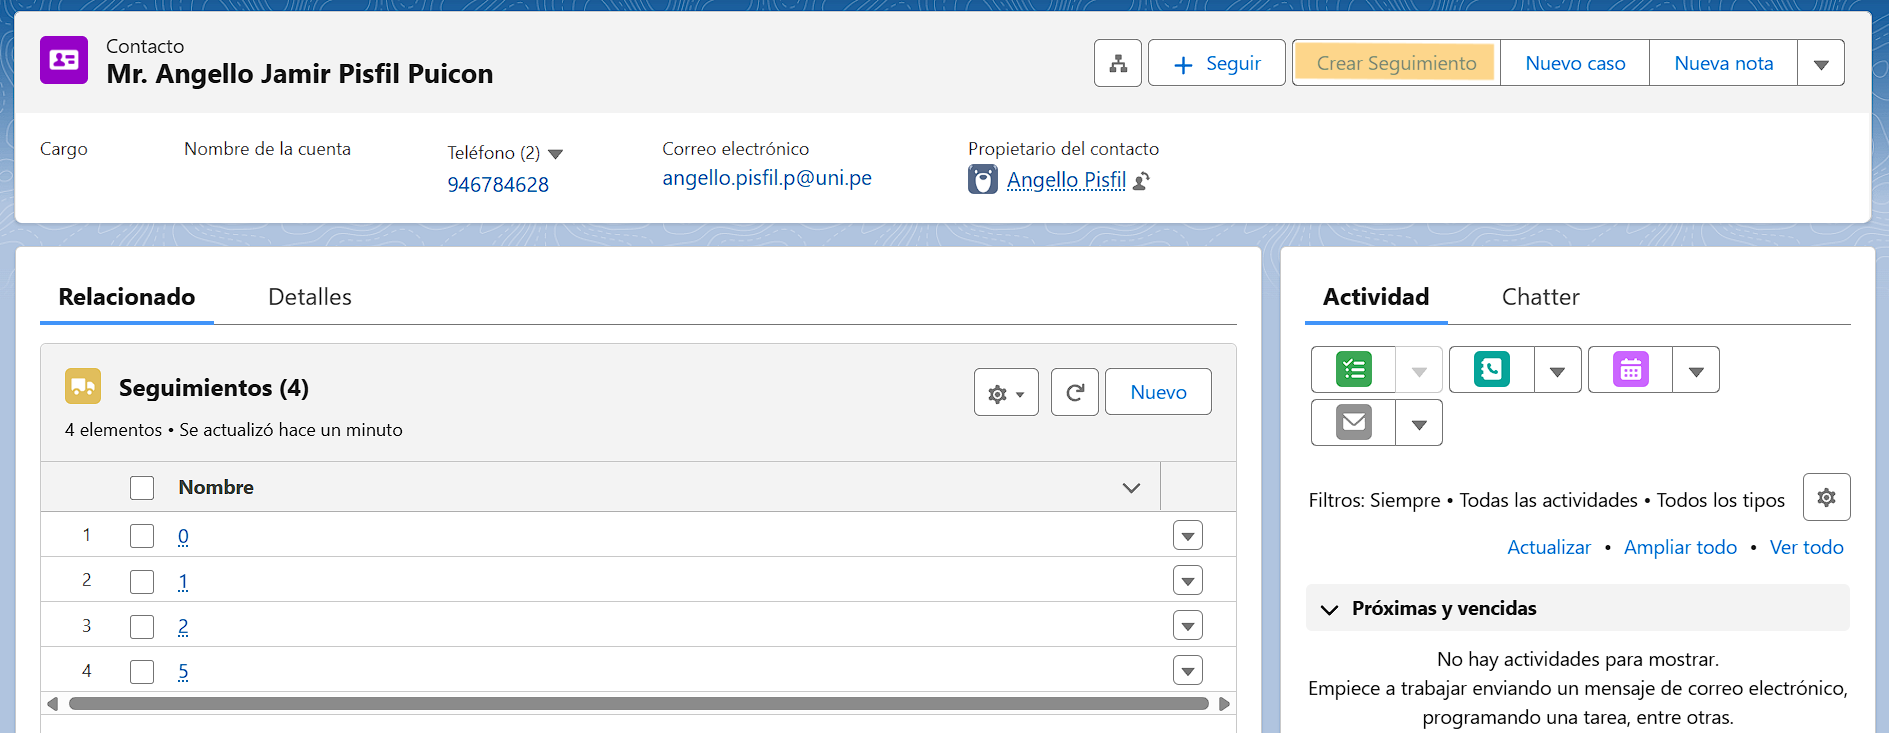 Contacto
Mr. Angello Jamir Pisfil Puicon
Seguir
Crear Seguimiento
Nuevo caso
Nueva nota
Cargo
Nombre de la cuenta
Teléfono (2)
946784628
Correo electrónico
angello.pisfil.p@uni.pe
Propietario del contacto
Angello Pisfil
Relacionado
Detalles
Seguimientos (4)
4 elementos • Se actualizó hace un minuto
Nuevo
Nombre
1 0
2 1
3 2
4 5
Actividad
Chatter
Filtros: Siempre • Todas las actividades • Todos los tipos
Actualizar • Ampliar todo • Ver todo
Próximas y vencidas
No hay actividades para mostrar.
Empiece a trabajar enviando un mensaje de correo electrónico,
programando una tarea, entre otras.